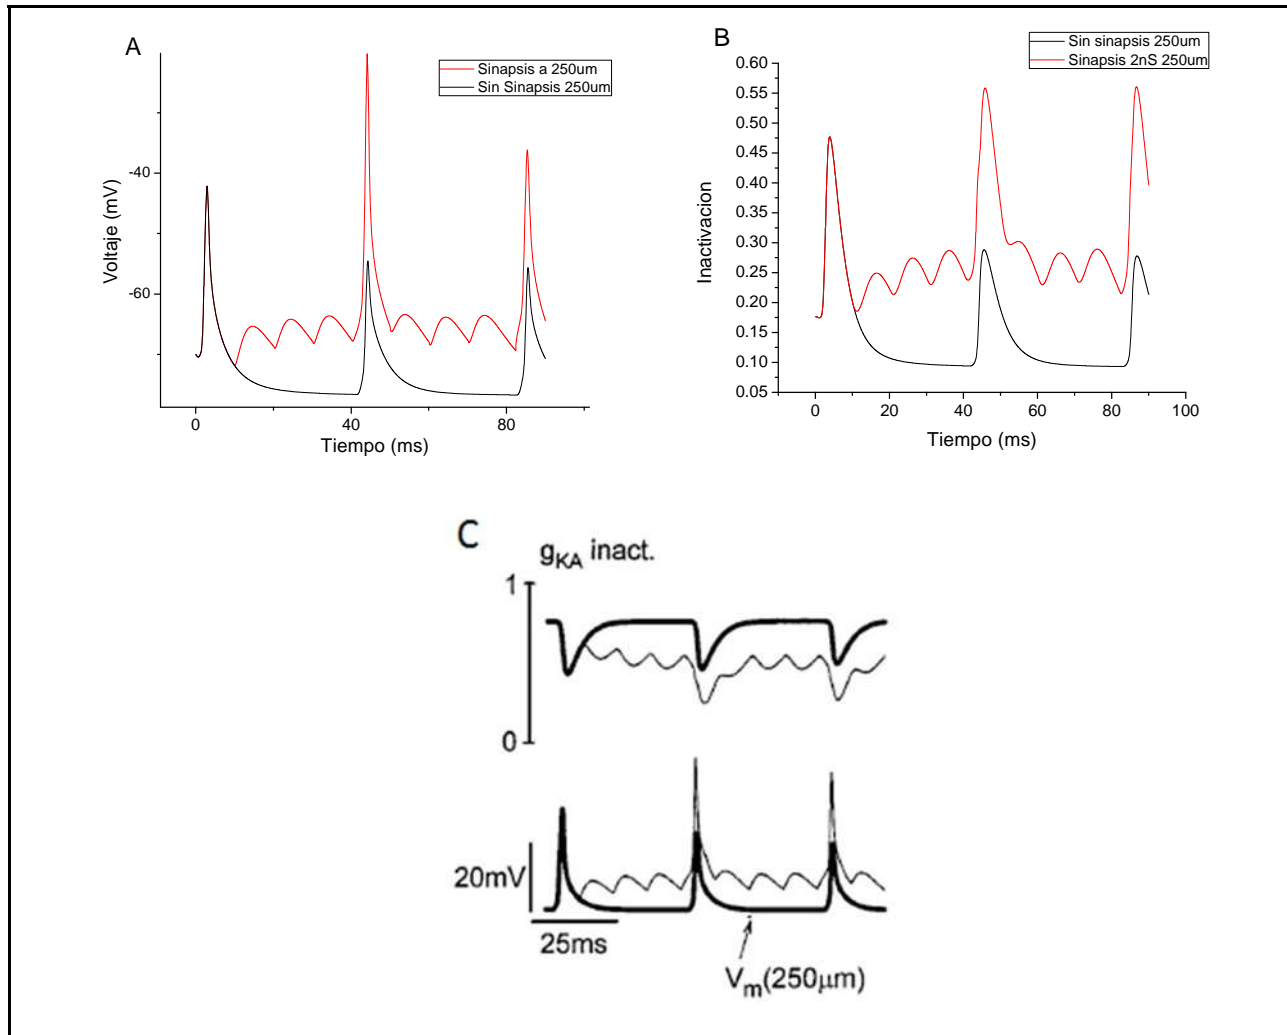 A
Sinapsis a 250um
Sin Sinapsis 250um
-40
-60
Voltaje (mV)
0
40
80
Tiempo (ms)
B
Sin sinapsis 250um
Sinapsis 2nS 250um
0.60
0.55
0.50
0.45
0.40
0.35
0.30
0.25
0.20
0.15
0.10
0.05
Inactivacion
0
20
40
60
80
100
Tiempo (ms)
C
gKA inact.
1
0
20mV
25ms
Vm(250μm)